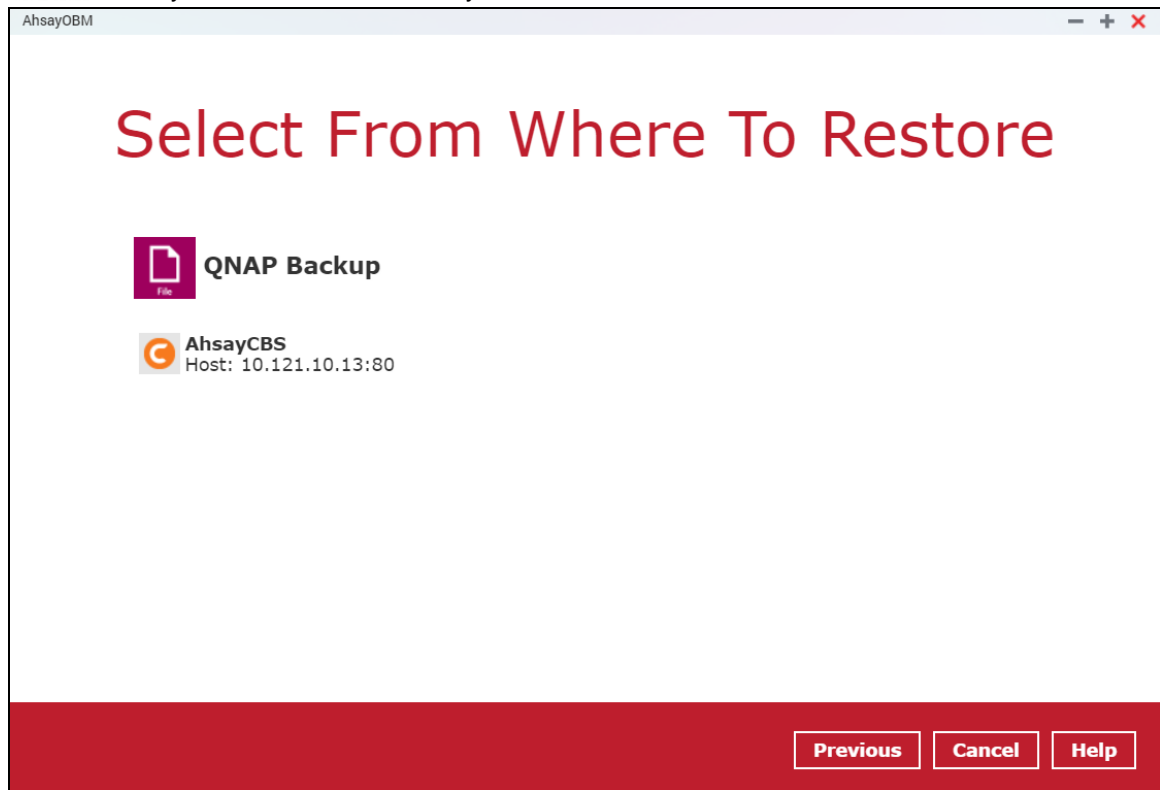 AhsayOBM
Select From Where To Restore
File
QNAP Backup
AhsayCBS
Host: 10.121.10.13:80
Previous Cancel Help